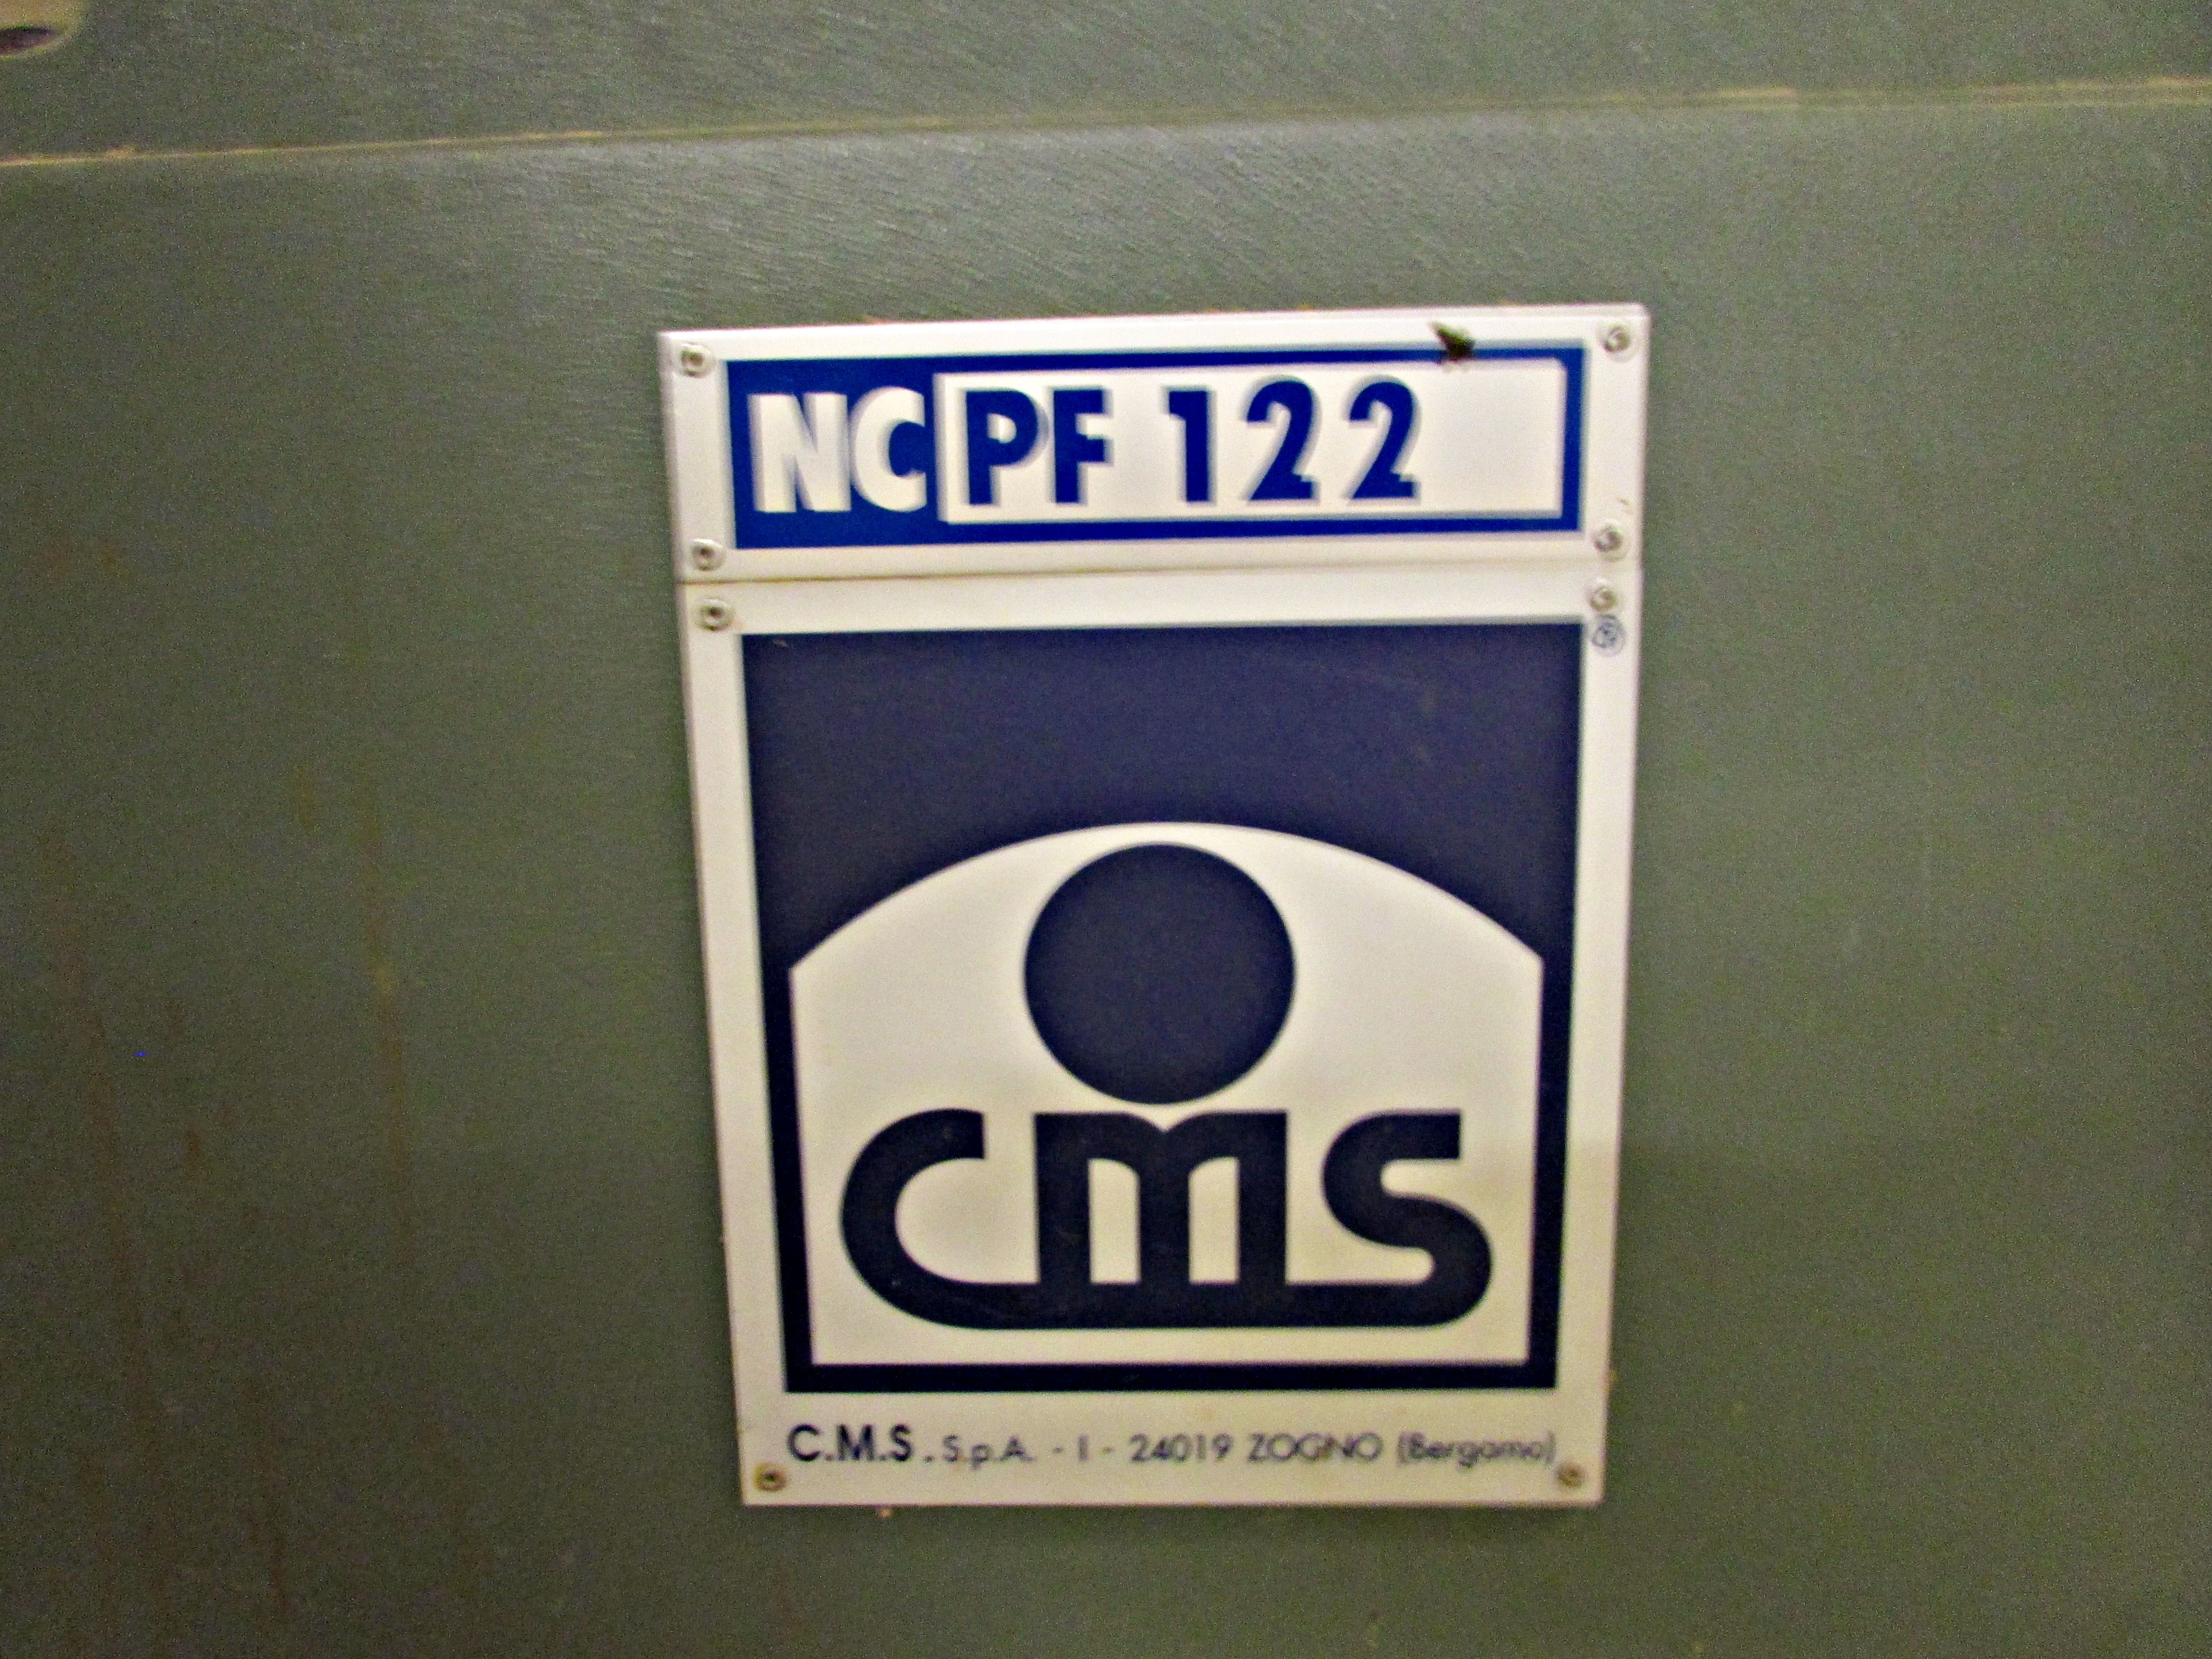 NC PF 122
cms
C.M.S. S.p.A. - I - 24019 ZOGNO (Bergamo)